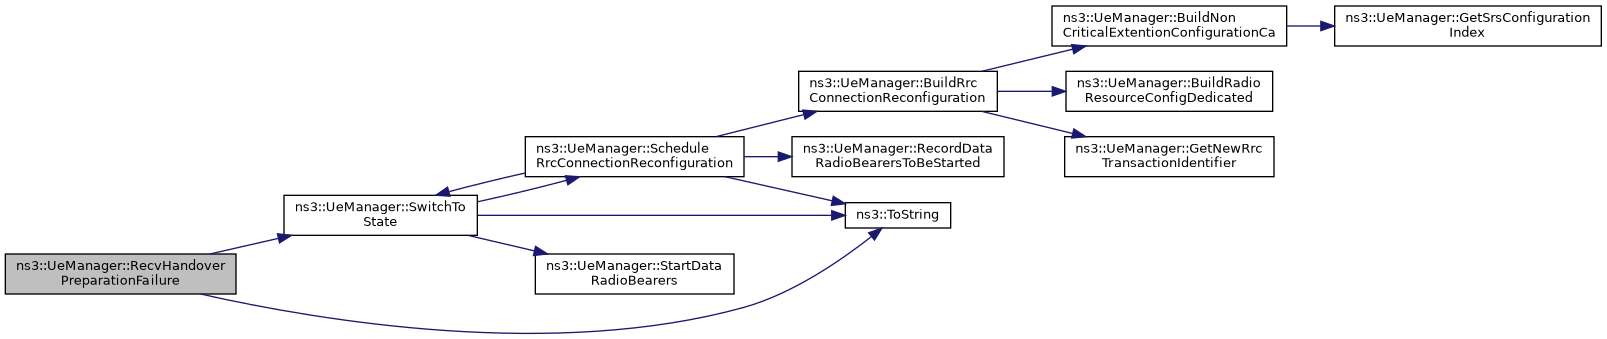 ns3::UeManager::RecvHandover
PreparationFailure
ns3::UeManager::SwitchTo
State
ns3::UeManager::Schedule
RrcConnectionReconfiguration
ns3::UeManager::BuildRrc
ConnectionReconfiguration
ns3::UeManager::BuildNon
CriticalExtentionConfigurationCa
ns3::UeManager::GetSrsConfiguration
Index
ns3::UeManager::BuildRadio
ResourceConfigDedicated
ns3::UeManager::GetNewRrc
TransactionIdentifier
ns3::UeManager::RecordData
RadioBearersToBeStarted
ns3::ToString
ns3::UeManager::StartData
RadioBearers